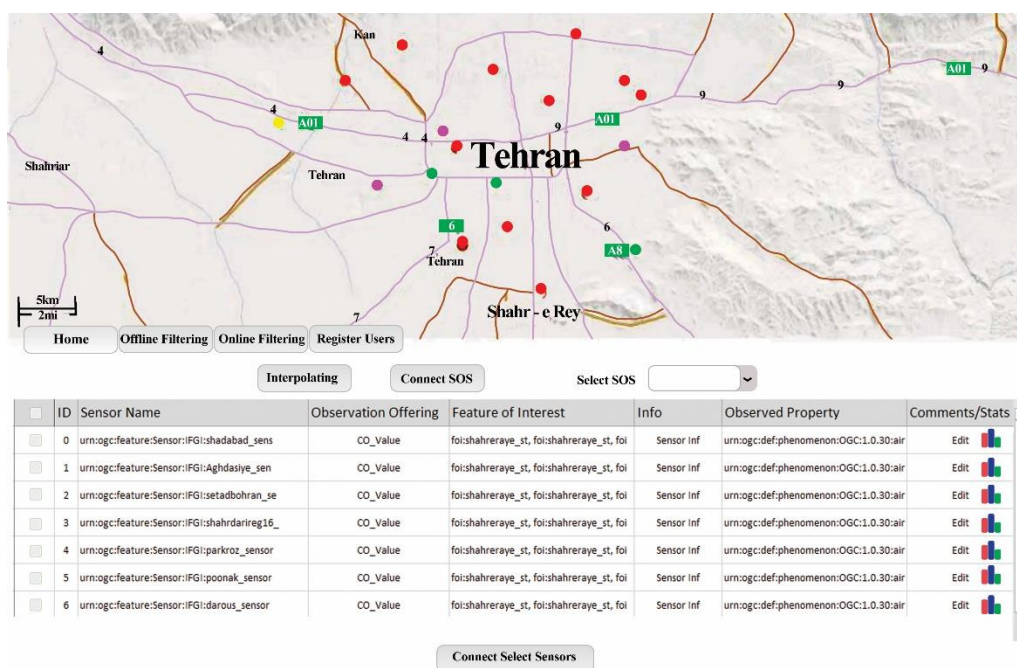 Kan
4
A01 9
9
4
A01
9
A01
9
4 4
Tehran
Shahriar
Tehran
6
6
A8
7
Tehran
5km
2mi
Shahr - e Rey
7
Home Offline Filtering Online Filtering Register Users
Interpolating Connect SOS Select SOS
ID Sensor Name Observation Offering Feature of Interest Info Observed Property Comments/Stats
0 urn:ogc:feature:Sensor:IFGI:shadabad_sens CO_Value foi:shahreraye_st, foi:shahreraye_st, foi Sensor Inf urn:ogc:def:phenomenon:OGC:1.0.30:air Edit
1 urn:ogc:feature:Sensor:IFGI:Aghdasiye_sen CO_Value foi:shahreraye_st, foi:shahreraye_st, foi Sensor Inf urn:ogc:def:phenomenon:OGC:1.0.30:air Edit
2 urn:ogc:feature:Sensor:IFGI:setadbohran_se CO_Value foi:shahreraye_st, foi:shahreraye_st, foi Sensor Inf urn:ogc:def:phenomenon:OGC:1.0.30:air Edit
3 urn:ogc:feature:Sensor:IFGI:shahrdarireg16_ CO_Value foi:shahreraye_st, foi:shahreraye_st, foi Sensor Inf urn:ogc:def:phenomenon:OGC:1.0.30:air Edit
4 urn:ogc:feature:Sensor:IFGI:parkroz_sensor CO_Value foi:shahreraye_st, foi:shahreraye_st, foi Sensor Inf urn:ogc:def:phenomenon:OGC:1.0.30:air Edit
5 urn:ogc:feature:Sensor:IFGI:poonak_sensor CO_Value foi:shahreraye_st, foi:shahreraye_st, foi Sensor Inf urn:ogc:def:phenomenon:OGC:1.0.30:air Edit
6 urn:ogc:feature:Sensor:IFGI:darous_sensor CO_Value foi:shahreraye_st, foi:shahreraye_st, foi Sensor Inf urn:ogc:def:phenomenon:OGC:1.0.30:air Edit
Connect Select Sensors